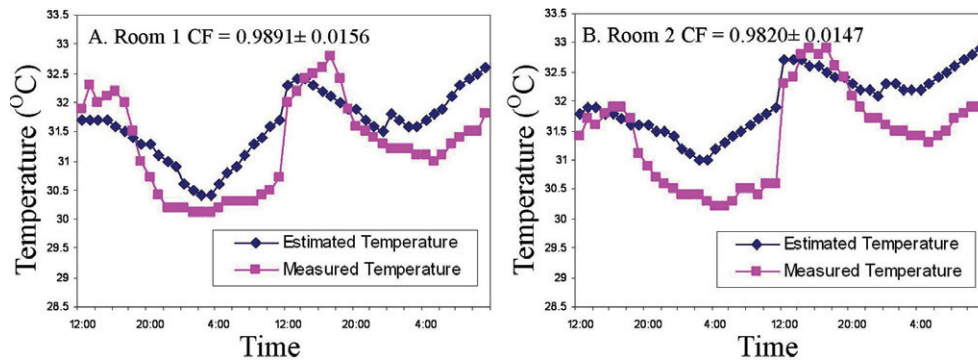 A. Room 1 CF = 0.9891± 0.0156
33.5
33
32.5
32
31.5
31
30.5
30
29.5
29
28.5
Temperature (OC)
Estimated Temperature
Measured Temperature
12:00 20:00 4:00 12:00 20:00 4:00
Time
B. Room 2 CF = 0.9820± 0.0147
33.5
33
32.5
32
31.5
31
30.5
30
29.5
29
28.5
Temperature (OC)
Estimated Temperature
Measured Temperature
12:00 20:00 4:00 12:00 20:00 4:00
Time